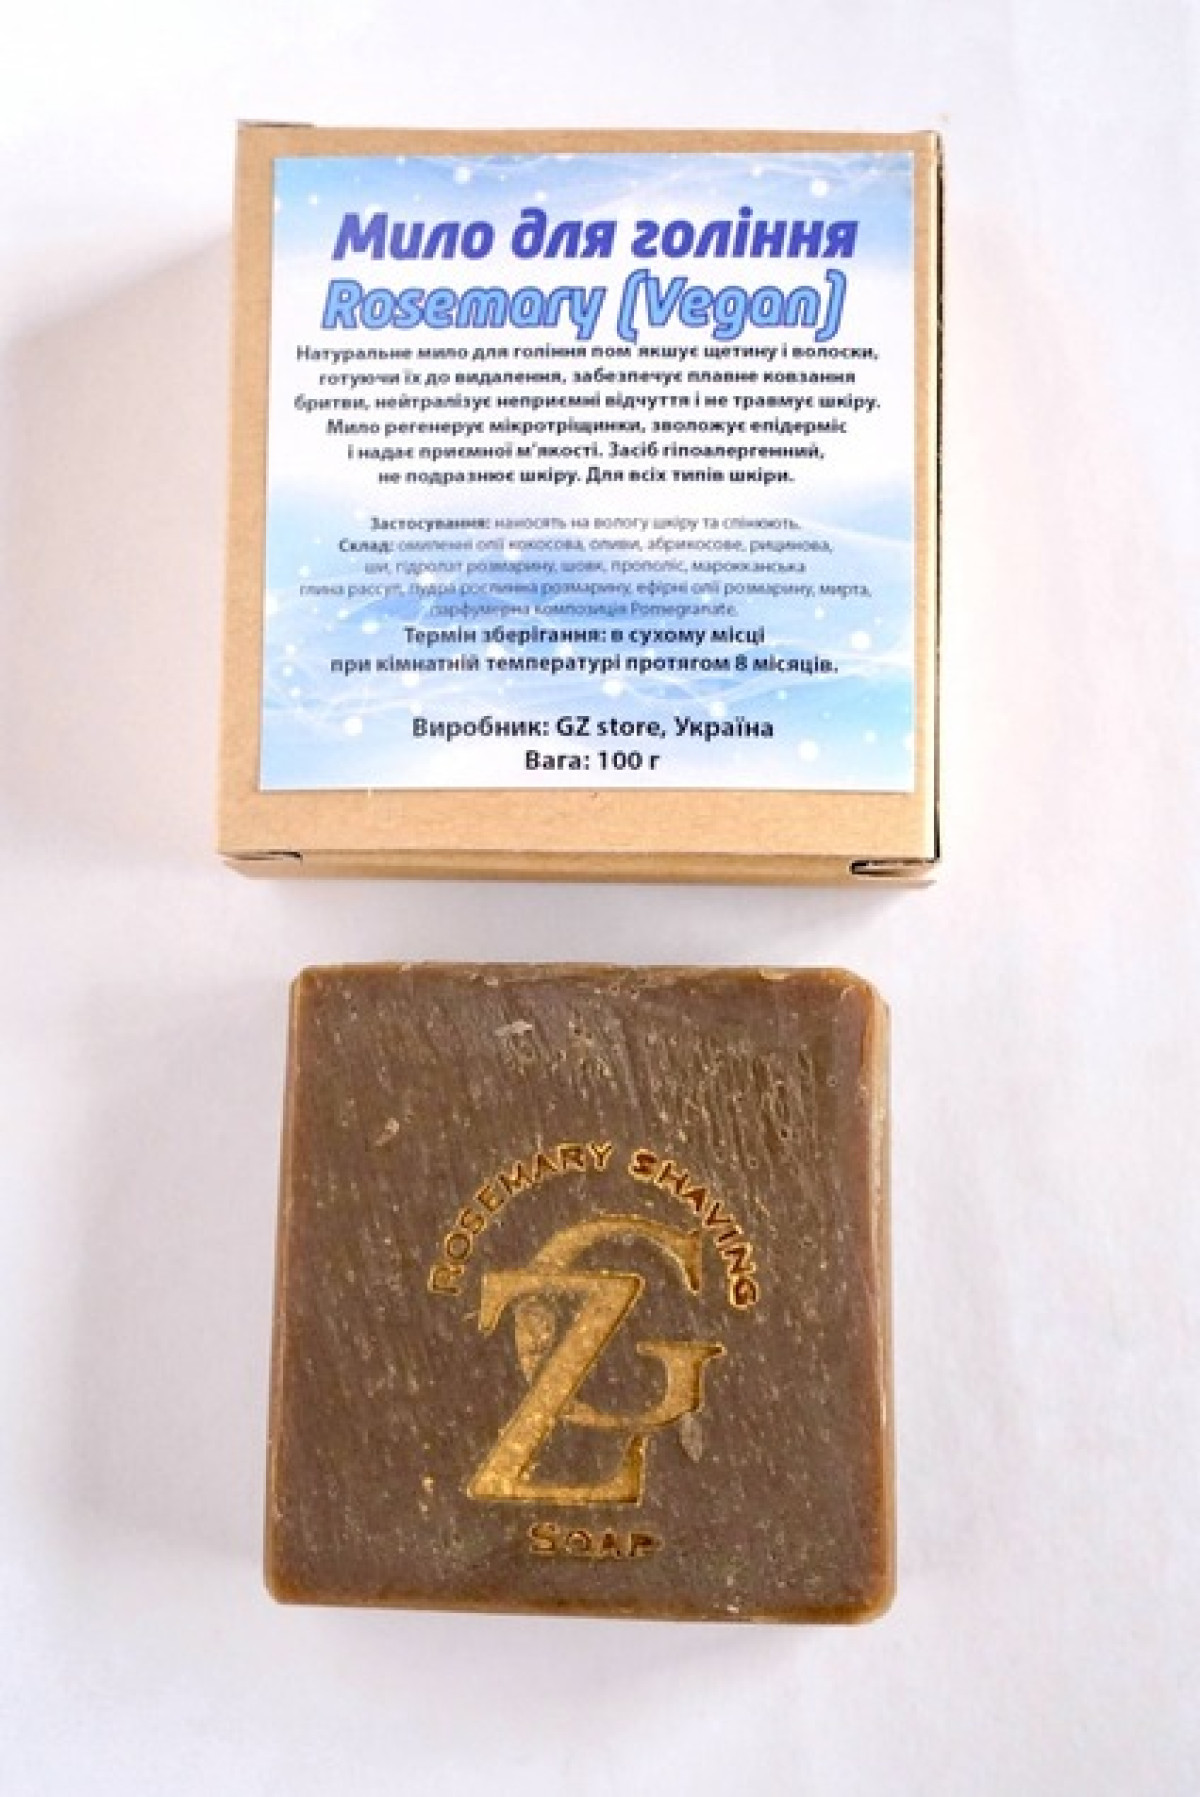 Мило для гоління
Rosemary (Vegan)
Натуральне мило для гоління пом'якшує щетину і волоски,
готуючи їх до видалення, забезпечує плавне ковзання
бритви, нейтралізує неприємні відчуття і не травмує шкіру.
Мило регенерує мікротріщинки, зволожує епідерміс
і надає приємної м'якості. Засіб гіпоалергенний,
не подразнює шкіру. Для всіх типів шкіри.
Застосування: наносять на вологу шкіру та спінюють.
Склад: омиленні олії кокосова, оливи, абрикосове, рицинова,
ши, гідролат розмарину, шовк, прополіс, марокканська
глина рассул, пудра рослинна розмарину, ефірні олії розмарину, мирта,
парфумерна композиція Pomegranate.
Термін зберігання: в сухому місці
при кімнатній температурі протягом 8 місяців.
Виробник: GZ store, Україна
Вага: 100 г
ROSEMARY SHAVING
GZ
SOAP